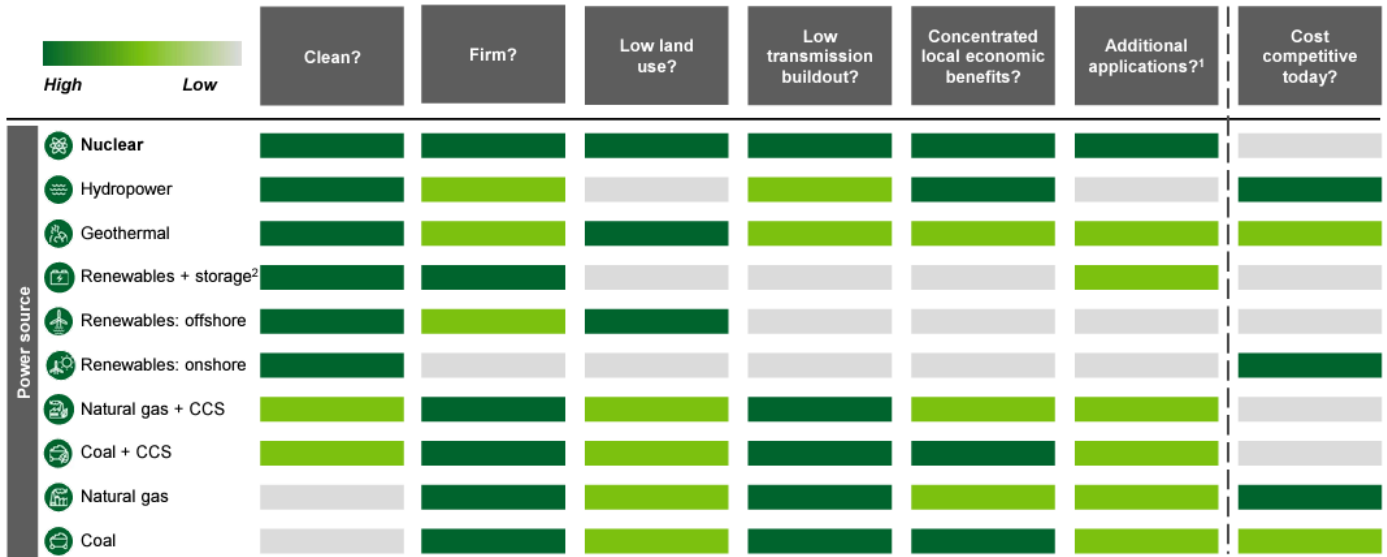 High
Low
Clean?
Firm?
Low land
use?
Low
transmission
buildout?
Concentrated
local economic
benefits?
Additional
applications?¹
Cost
competitive
today?
Power source
Nuclear
Hydropower
Geothermal
Renewables + storage²
Renewables: offshore
Renewables: onshore
Natural gas + CCS
Coal + CCS
Natural gas
Coal